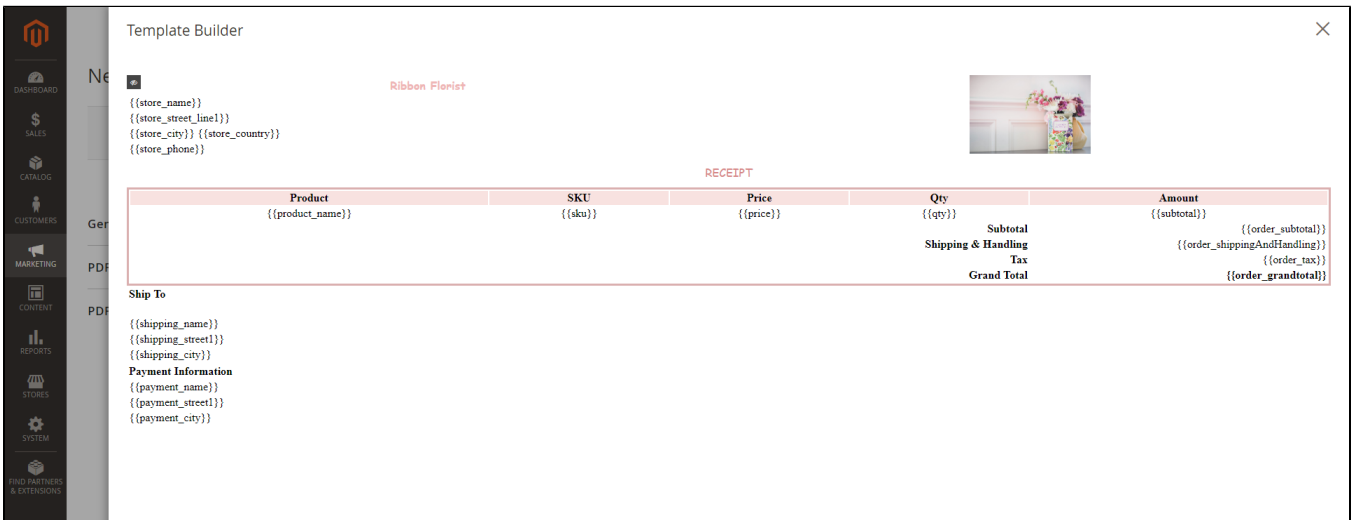 Template Builder
DASHBOARD
SALES
CATALOG
CUSTOMERS
MARKETING
CONTENT
REPORTS
STORES
SYSTEM
FIND PARTNERS
& EXTENSIONS
Ne
Ger
PDF
PDF
Ribbon Florist
{{store_name}}
{{store_street_line1}}
{{store_city}} {{store_country}}
{{store_phone}}
RECEIPT
Product SKU Price Qty Amount
{{product_name}} {{sku}} {{price}} {{qty}} {{subtotal}}
Subtotal {{order_subtotal}}
Shipping & Handling {{order_shippingAndHandling}}
Tax {{order_tax}}
Grand Total {{order_grandtotal}}
Ship To
{{shipping_name}}
{{shipping_street1}}
{{shipping_city}}
Payment Information
{{payment_name}}
{{payment_street1}}
{{payment_city}}